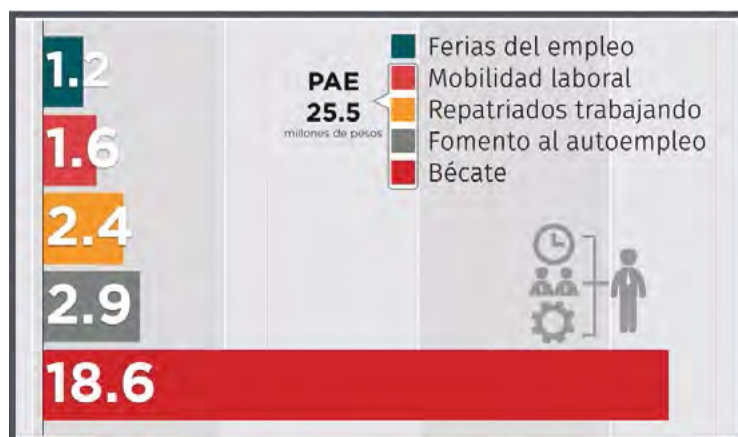 1.2
1.6
2.4
2.9
18.6
PAE
25.5
millones de pesos
Ferias del empleo
Mobilidad laboral
Repatriados trabajando
Fomento al autoempleo
Bécate